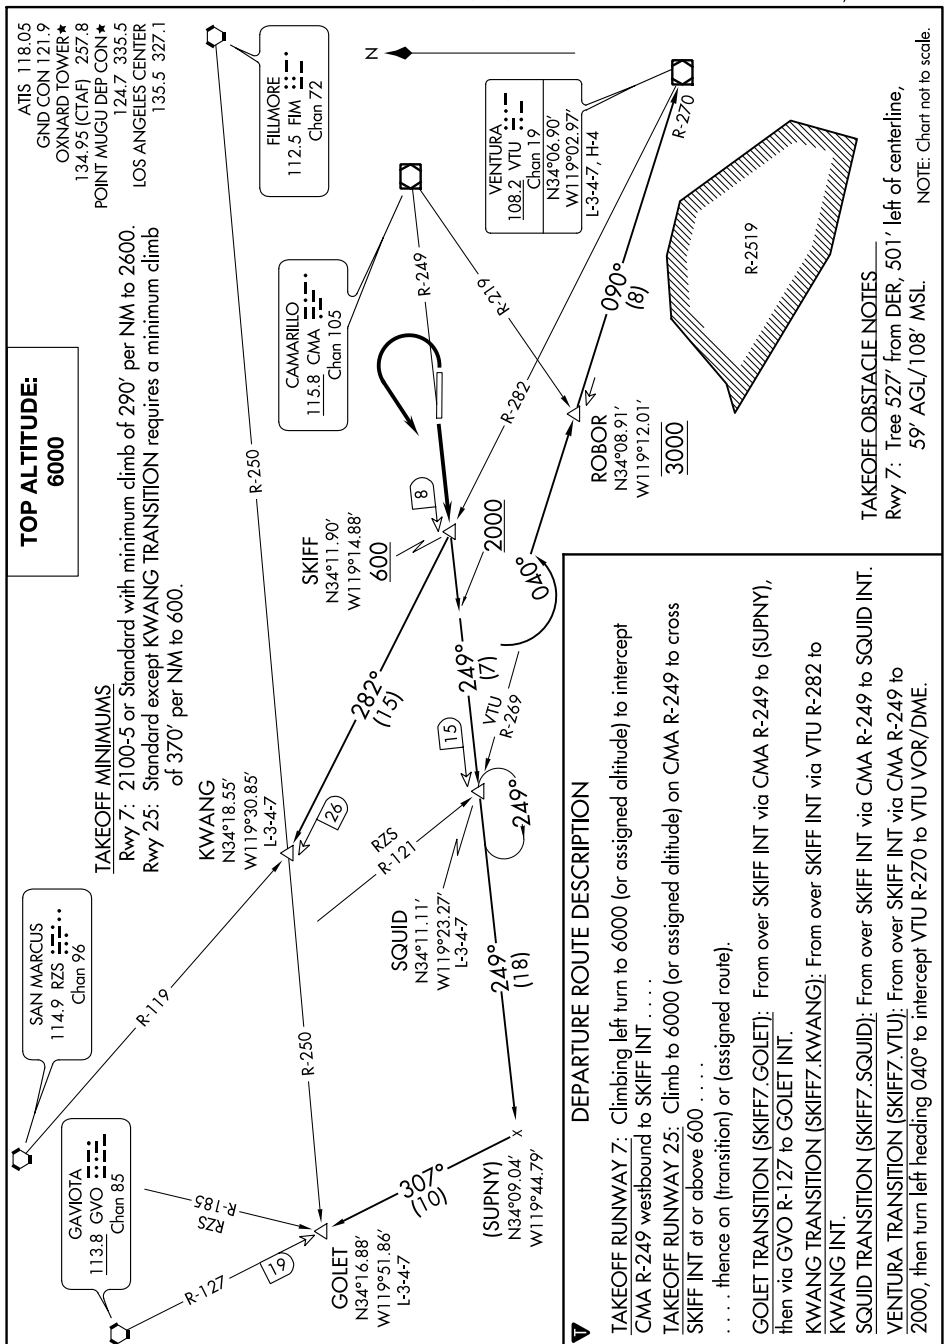 ATIS 118.05
GND CON 121.9
OXNARD TOWER★
134.95 (CTAF) 257.8
POINT MUGU DEP CON★
124.7 335.5
LOS ANGELES CENTER
135.5 327.1
TOP ALTITUDE:
6000
TAKEOFF MINIMUMS
Rwy 7: 2100-5 or Standard with minimum climb of 290' per NM to 2600.
Rwy 25: Standard except KWANG TRANSITION requires a minimum climb
of 370' per NM to 600.
SAN MARCUS
114.9 RZS
Chan 96
FILLMORE
112.5 FIM
Chan 72
GAVIOTA
113.8 GVO
Chan 85
CAMARILLO
115.8 CMA
Chan 105
VENTURA
108.2 VTU
Chan 19
N34°06.90'
W119°02.97'
L-3-4-7, H-4
N
R-119
R-250
R-250
R-127
19
RZS
R-185
GOLET
N34°16.88'
W119°51.86'
L-3-4-7
307°
(10)
(SUPNY)
N34°09.04'
W119°44.79'
x
249°
(18)
KWANG
N34°18.55'
W119°30.85'
L-3-4-7
26
282°
(15)
RZS
R-121
SQUID
N34°11.11'
W119°23.27'
L-3-4-7
249°
15
249°
(7)
VTU
R-269
SKIFF
N34°11.90'
W119°14.88'
600
8
2000
040°
R-249
R-219
R-282
ROBOR
N34°08.91'
W119°12.01'
3000
090°
(8)
R-270
R-2519
TAKEOFF OBSTACLE NOTES
Rwy 7: Tree 527' from DER, 501' left of centerline,
59' AGL/108' MSL.
NOTE: Chart not to scale.
T
DEPARTURE ROUTE DESCRIPTION
TAKEOFF RUNWAY 7: Climbing left turn to 6000 (or assigned altitude) to intercept
CMA R-249 westbound to SKIFF INT . . . .
TAKEOFF RUNWAY 25: Climb to 6000 (or assigned altitude) on CMA R-249 to cross
SKIFF INT at or above 600 . . . .
. . . . thence on (transition) or (assigned route).
GOLET TRANSITION (SKIFF7.GOLET): From over SKIFF INT via CMA R-249 to (SUPNY),
then via GVO R-127 to GOLET INT.
KWANG TRANSITION (SKIFF7.KWANG): From over SKIFF INT via VTU R-282 to
KWANG INT.
SQUID TRANSITION (SKIFF7.SQUID): From over SKIFF INT via CMA R-249 to SQUID INT.
VENTURA TRANSITION (SKIFF7.VTU): From over SKIFF INT via CMA R-249 to
2000, then turn left heading 040° to intercept VTU R-270 to VTU VOR/DME.